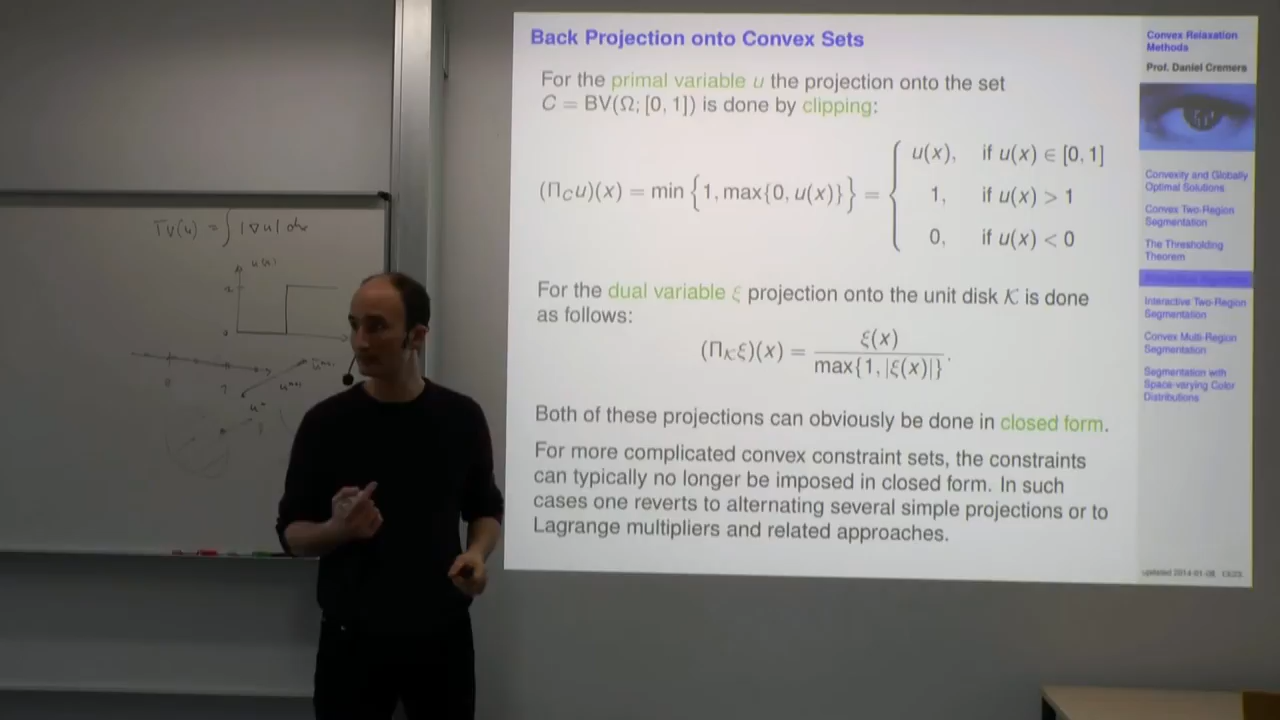 Back Projection onto Convex Sets
For the primal variable u the projection onto the set
C = BV(Ω; [0, 1]) is done by clipping:
(Π_C u)(x) = min {1, max{0, u(x)}} = { u(x), if u(x) ∈ [0, 1]
1, if u(x) > 1
0, if u(x) < 0
For the dual variable ξ projection onto the unit disk K is done
as follows:
(Π_K ξ)(x) = ξ(x) / max{1, |ξ(x)|} .
Both of these projections can obviously be done in closed form.
For more complicated convex constraint sets, the constraints
can typically no longer be imposed in closed form. In such
cases one reverts to alternating several simple projections or to
Lagrange multipliers and related approaches.
Convex Relaxation
Methods
Prof. Daniel Cremers
Convexity and Globally
Optimal Solutions
Convex Two-Region
Segmentation
The Thresholding
Theorem
Interactive Two-Region
Segmentation
Convex Multi-Region
Segmentation
Segmentation with
Space-varying Color
Distributions
updated 2014-01-08
TV(u) = ∫ |∇u| dx
u(x)
0
1